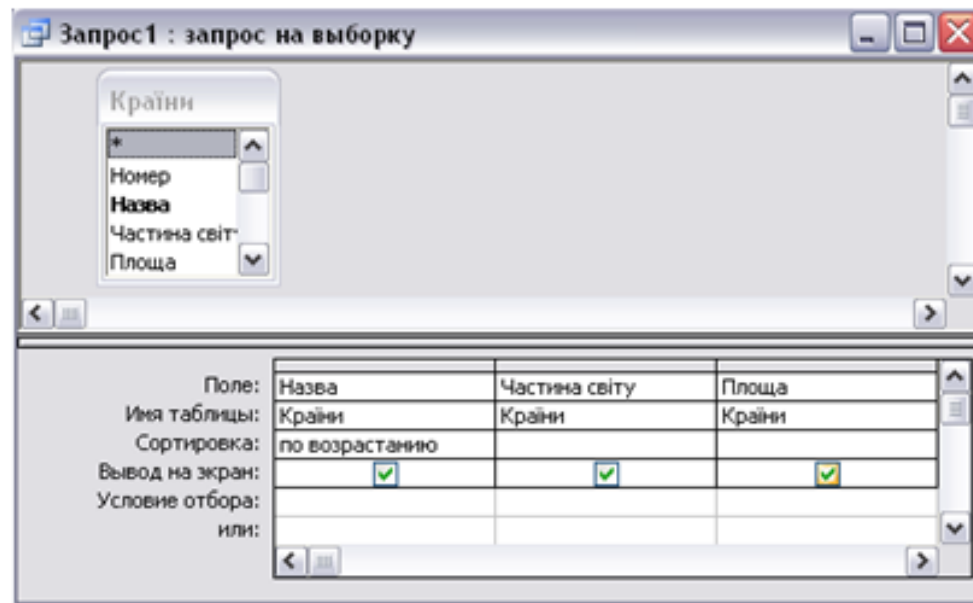 Запрос1 : запрос на выборку
Країни
*
Номер
Назва
Частина світ
Площа
Поле: Назва Частина світу Площа
Имя таблицы: Країни Країни Країни
Сортировка: по возрастанию
Вывод на экран:
Условие отбора:
или: